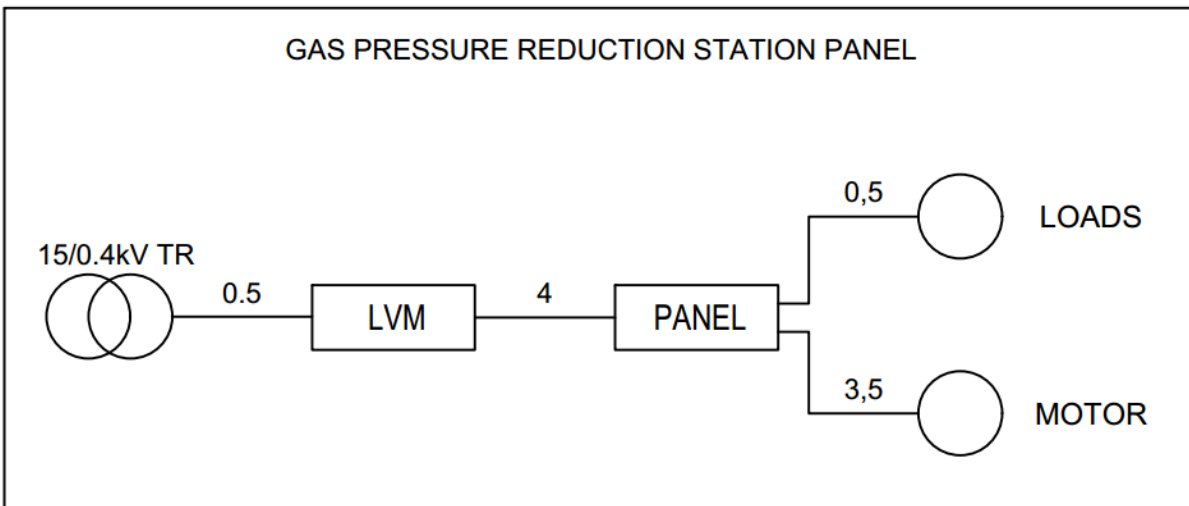 GAS PRESSURE REDUCTION STATION PANEL
15/0.4kV TR
0.5
LVM
4
PANEL
0,5
LOADS
3,5
MOTOR